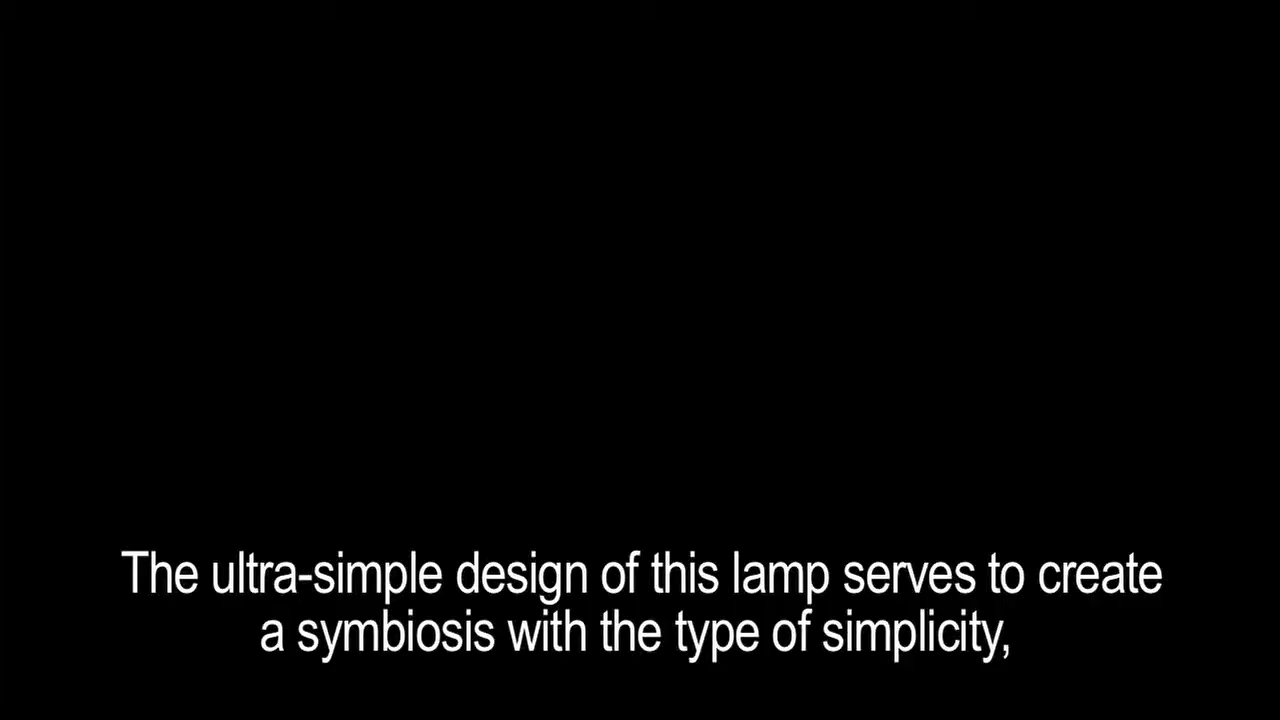 The ultra-simple design of this lamp serves to create
a symbiosis with the type of simplicity,